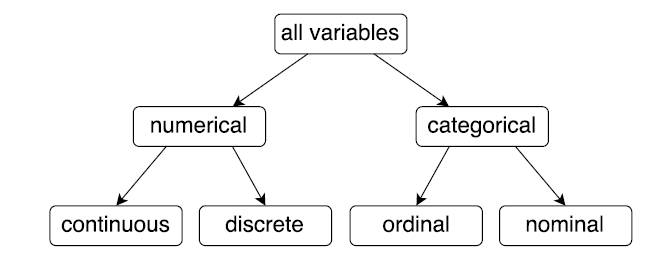 all variables
numerical
categorical
continuous
discrete
ordinal
nominal